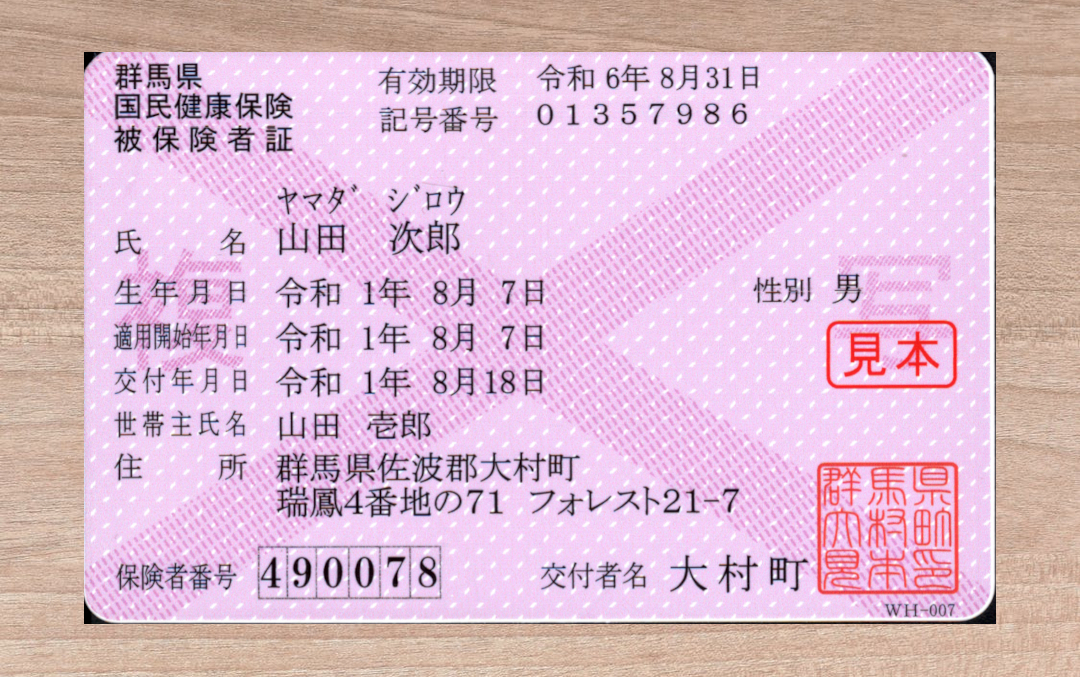 群馬県
国民健康保険
被保険者証
有効期限 令和 6年 8月31日
記号番号 01357986
ﾔﾏﾀﾞ ｼﾞﾛｳ
氏 名 山田 次郎
生年月日 令和 1年 8月 7日
性別 男
適用開始年月日 令和 1年 8月 7日
交付年月日 令和 1年 8月18日
世帯主氏名 山田 壱郎
住 所 群馬県佐波郡大村町
瑞鳳4番地の71 フォレスト21-7
複 写
見本
保険者番号 490078
交付者名 大村町
群馬県
大村町
見本印
WH-007